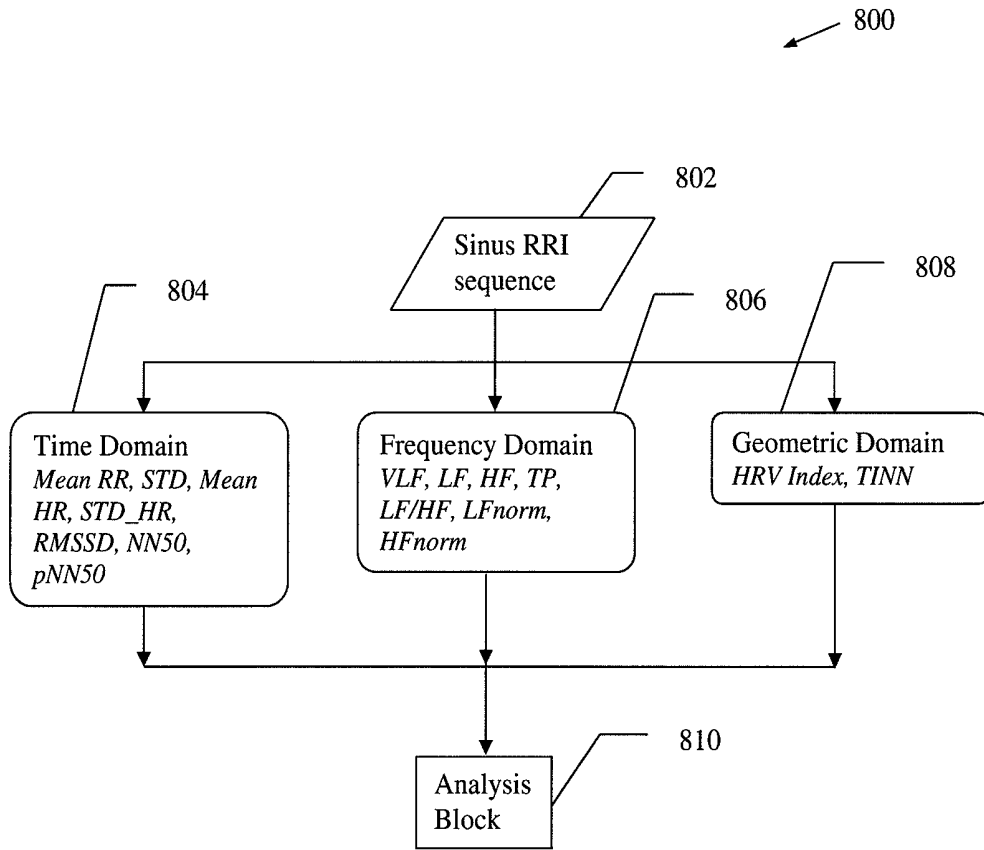 800
802
Sinus RRI
sequence
804
806
808
Time Domain
Mean RR, STD, Mean
HR, STD_HR,
RMSSD, NN50,
pNN50
Frequency Domain
VLF, LF, HF, TP,
LF/HF, LFnorm,
HFnorm
Geometric Domain
HRV Index, TINN
810
Analysis
Block